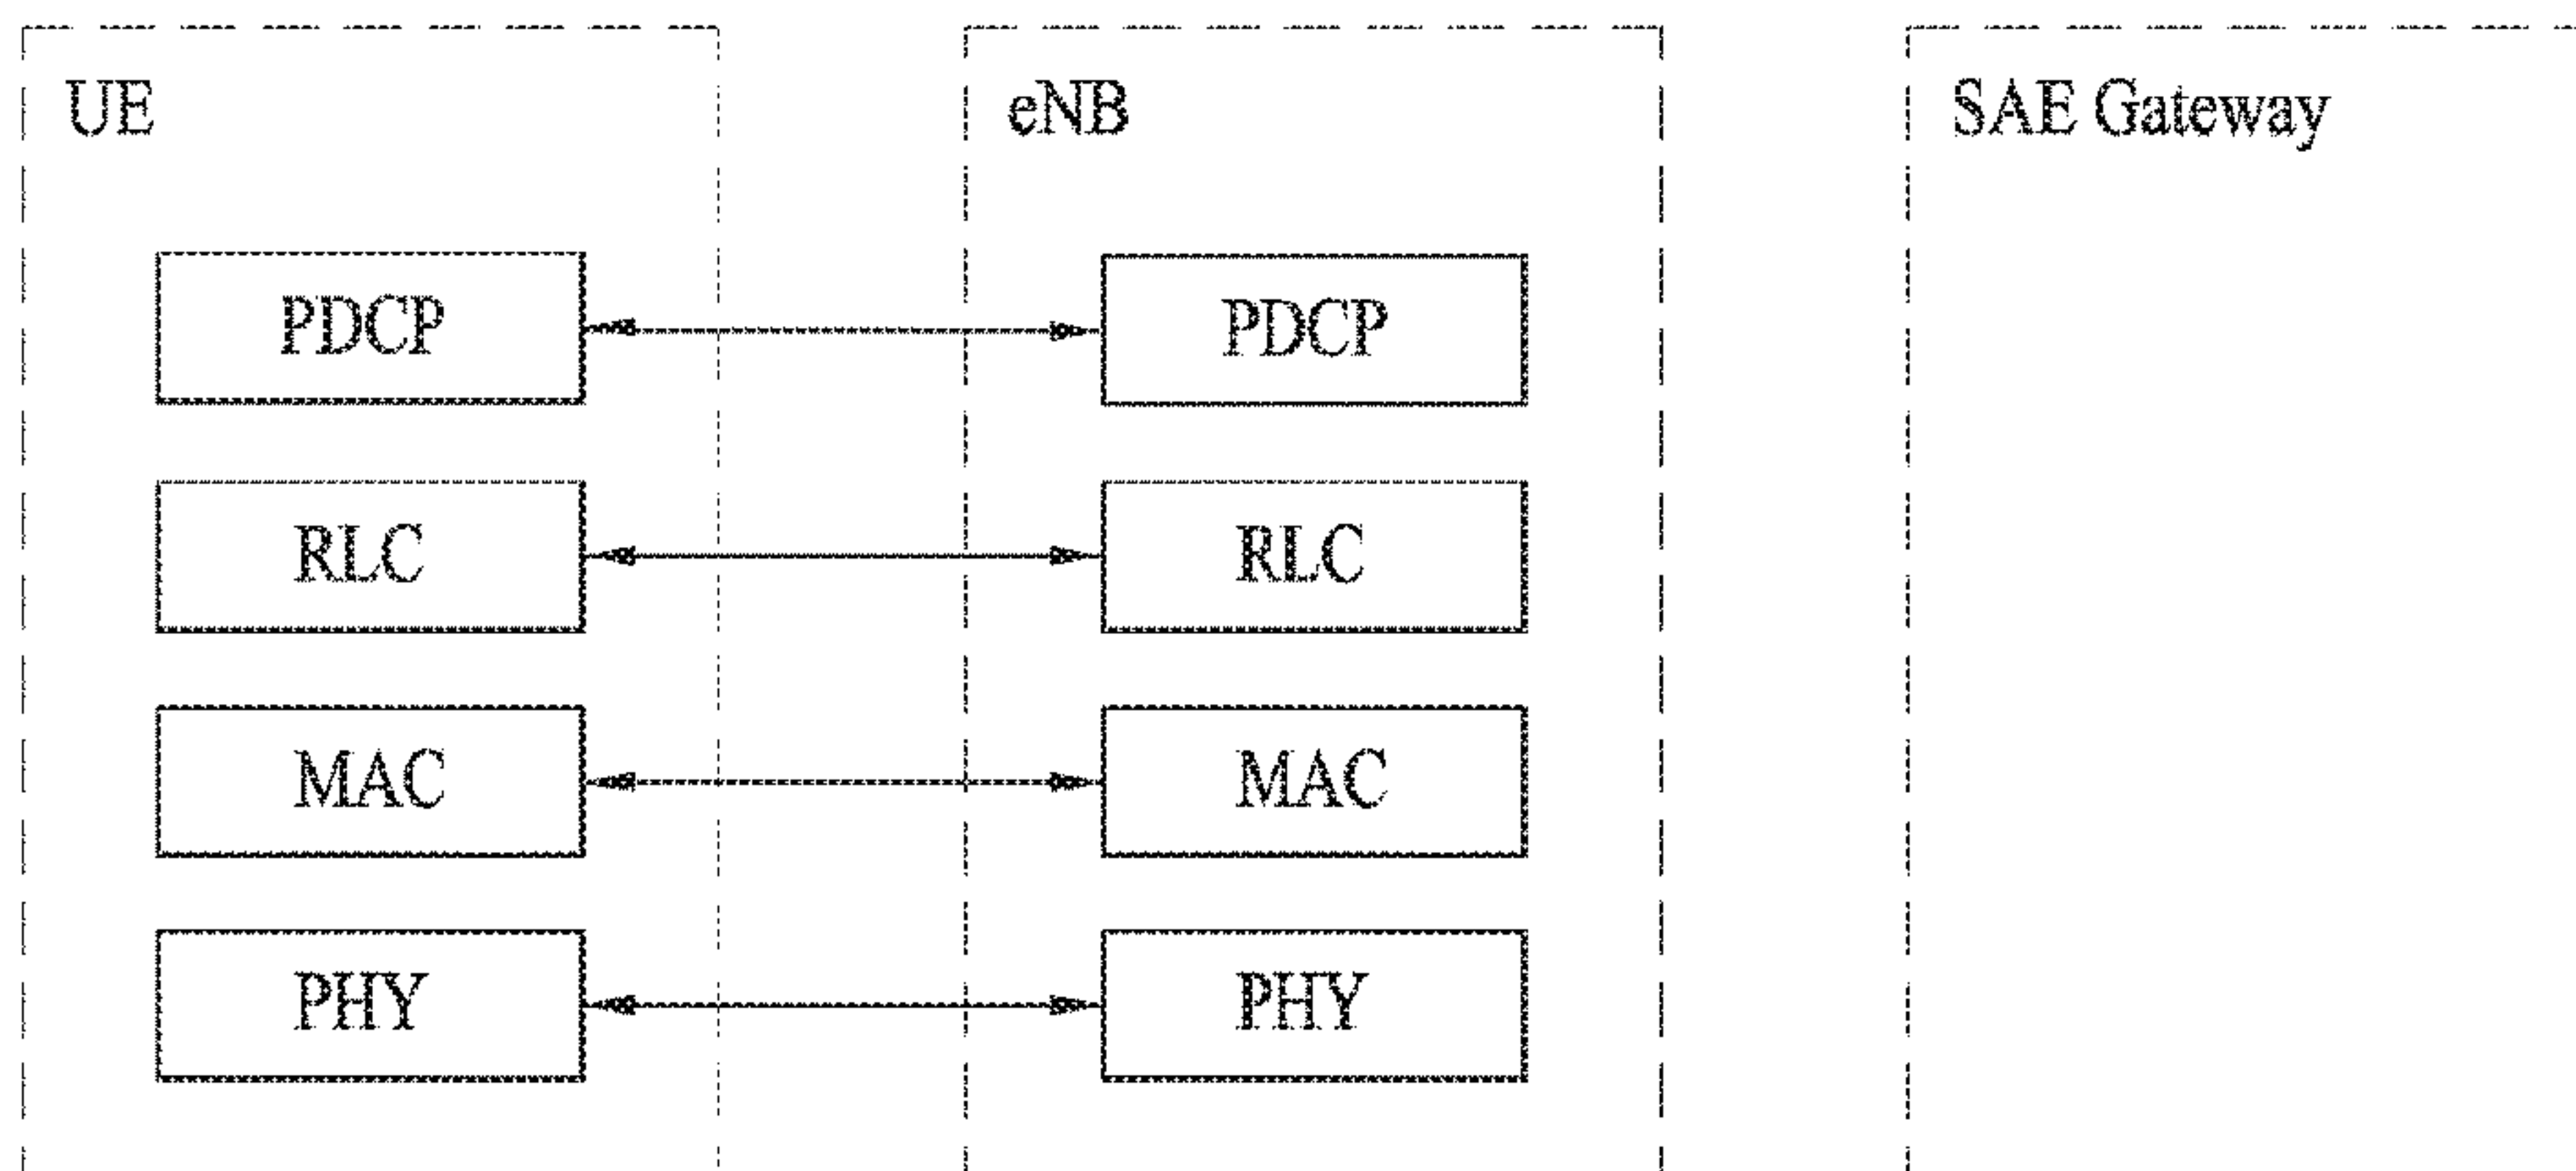 UE
eNB
SAE Gateway
PDCP
PDCP
RLC
RLC
MAC
MAC
PHY
PHY